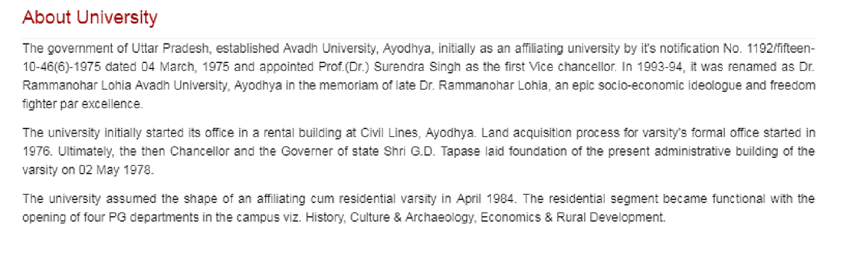 About University
The government of Uttar Pradesh, established Avadh University, Ayodhya, initially as an affiliating university by it's notification No. 1192/fifteen-
10-46(6)-1975 dated 04 March, 1975 and appointed Prof.(Dr.) Surendra Singh as the first Vice chancellor. In 1993-94, it was renamed as Dr.
Rammanohar Lohia Avadh University, Ayodhya in the memoriam of late Dr. Rammanohar Lohia, an epic socio-economic ideologue and freedom
fighter par excellence.
The university initially started its office in a rental building at Civil Lines, Ayodhya. Land acquisition process for varsity's formal office started in
1976. Ultimately, the then Chancellor and the Governer of state Shri G.D. Tapase laid foundation of the present administrative building of the
varsity on 02 May 1978.
The university assumed the shape of an affiliating cum residential varsity in April 1984. The residential segment became functional with the
opening of four PG departments in the campus viz. History, Culture & Archaeology, Economics & Rural Development.